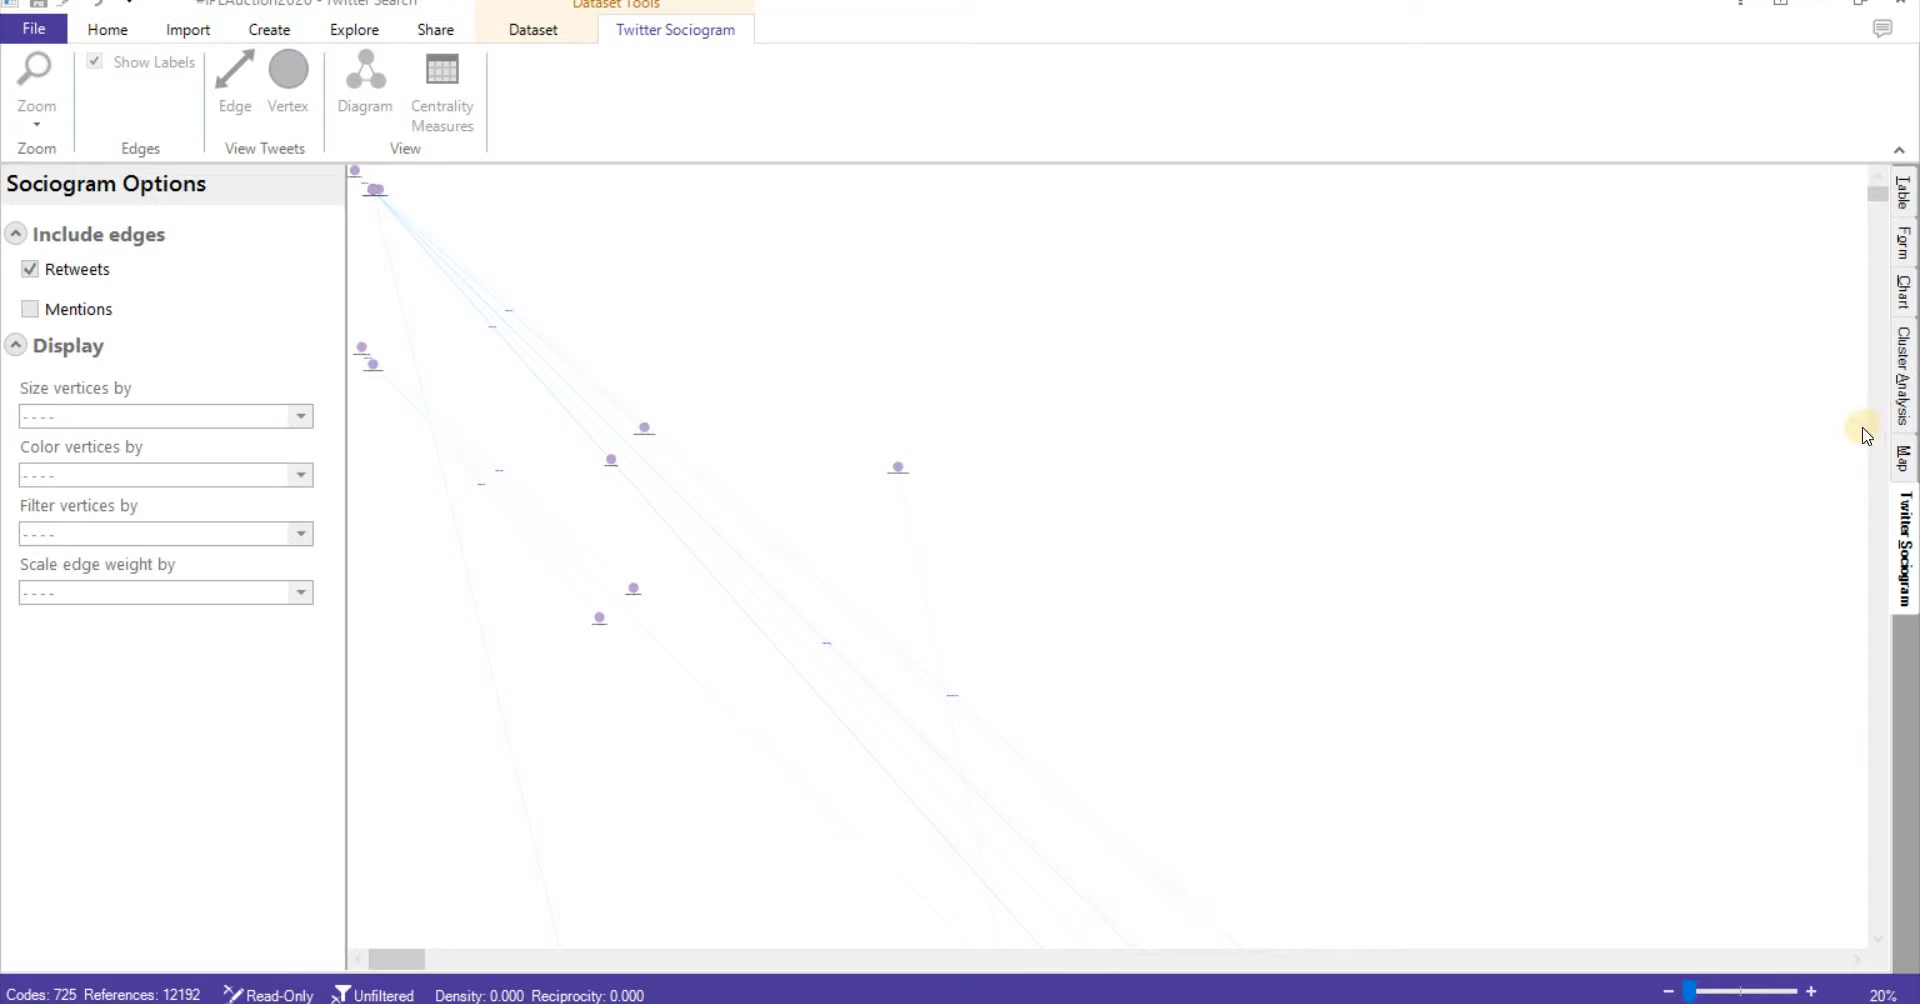 #IPLAuction2020 - Twitter Search
Dataset Tools
File Home Import Create Explore Share Dataset Twitter Sociogram
Show Labels
Zoom Edge Vertex Diagram Centrality Measures
Zoom Edges View Tweets View
Sociogram Options
Include edges
Retweets
Mentions
Display
Size vertices by
- - - -
Color vertices by
- - - -
Filter vertices by
- - - -
Scale edge weight by
- - - -
Table
Form
Chart
Cluster Analysis
Map
Twitter Sociogram
Codes: 725 References: 12192 Read-Only Unfiltered Density: 0.000 Reciprocity: 0.000 20%